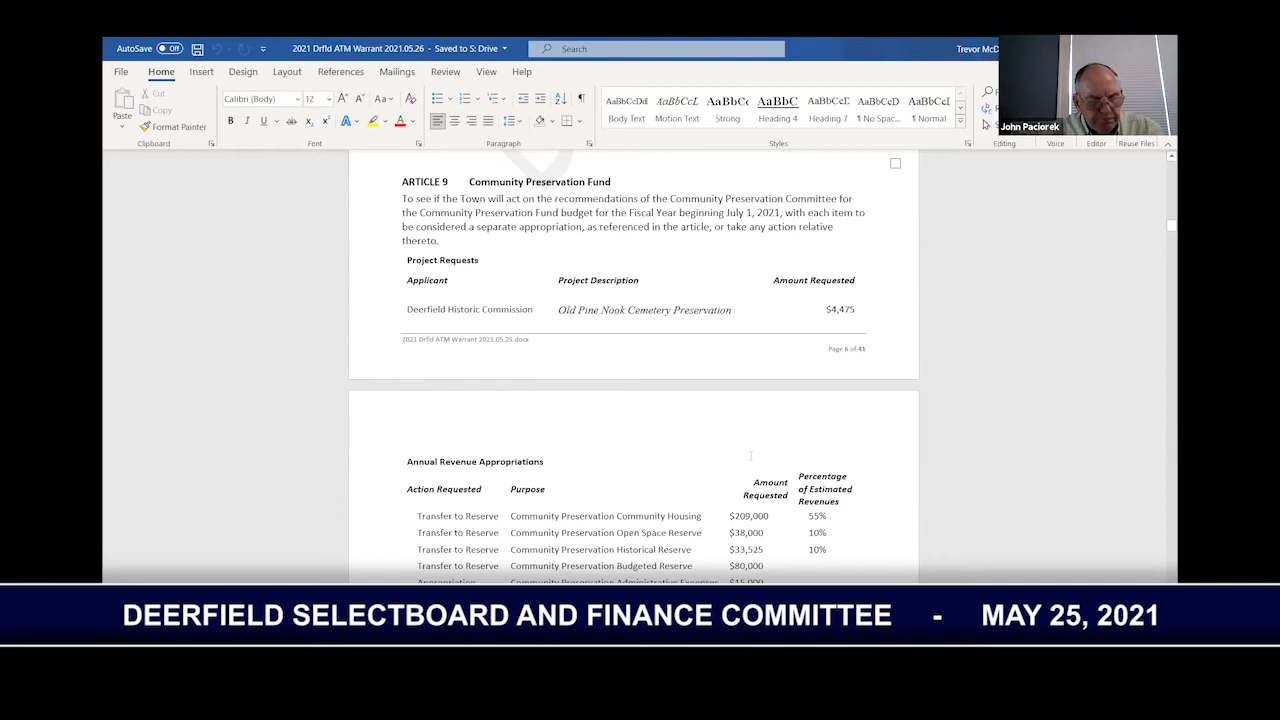 AutoSave Off 2021 Drfld ATM Warrant 2021.05.26 - Saved to S: Drive Search Trevor McD
File Home Insert Design Layout References Mailings Review View Help
Cut
Copy
Format Painter
Paste
Calibri (Body) 12 Aa
AaBbCcDd AaBbCcL AaBbCc AaBbC AaBbCcL AaBbCcD AaBbCcI
Body Text Motion Text Strong Heading 4 Heading 7 ¶ No Spac... ¶ Normal
Clipboard Font Paragraph Styles Editing Voice Editor Reuse Files
John Paciorek
ARTICLE 9 Community Preservation Fund
To see if the Town will act on the recommendations of the Community Preservation Committee for
the Community Preservation Fund budget for the Fiscal Year beginning July 1, 2021, with each item to
be considered a separate appropriation, as referenced in the article, or take any action relative
thereto.
Project Requests
Applicant Project Description Amount Requested
Deerfield Historic Commission Old Pine Nook Cemetery Preservation $4,475
2021 Drfld ATM Warrant 2021.05.25.docx
Page 6 of 41
Annual Revenue Appropriations
Action Requested Purpose Amount Requested Percentage of Estimated Revenues
Transfer to Reserve Community Preservation Community Housing $209,000 55%
Transfer to Reserve Community Preservation Open Space Reserve $38,000 10%
Transfer to Reserve Community Preservation Historical Reserve $33,525 10%
Transfer to Reserve Community Preservation Budgeted Reserve $80,000
Appropriation Community Preservation Administrative Expenses $15,000
DEERFIELD SELECTBOARD AND FINANCE COMMITTEE - MAY 25, 2021